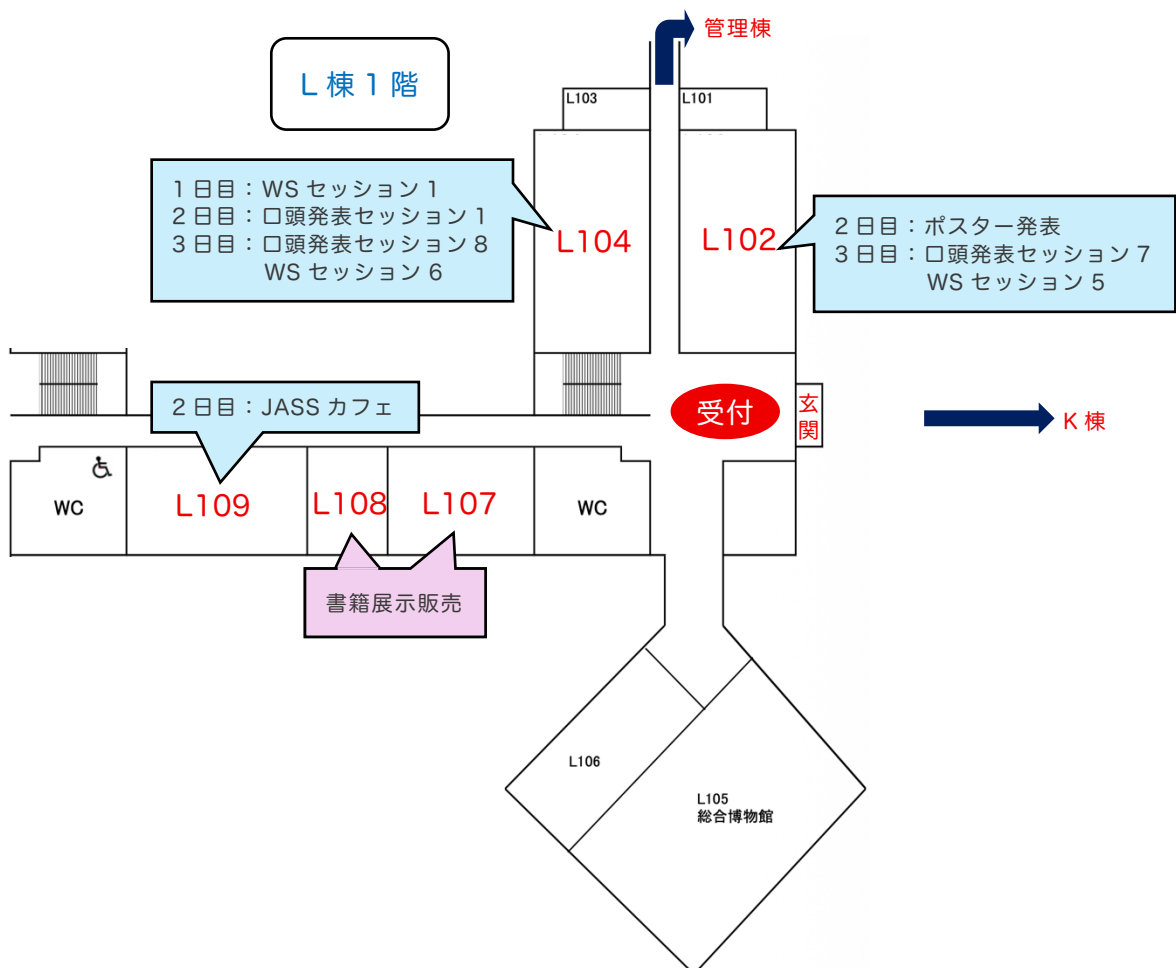 管理棟
L棟1階
L103
L101
1日目：WSセッション1
2日目：口頭発表セッション1
3日目：口頭発表セッション8
WSセッション6
L104
L102
2日目：ポスター発表
3日目：口頭発表セッション7
WSセッション5
2日目：JASSカフェ
受付
玄関
K棟
WC
L109
L108
L107
WC
書籍展示販売
L106
L105
総合博物館